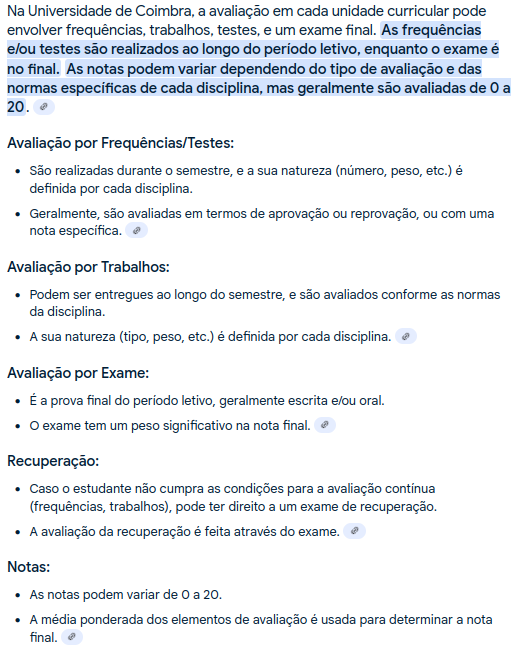 Na Universidade de Coimbra, a avaliação em cada unidade curricular pode
envolver frequências, trabalhos, testes, e um exame final. As frequências
e/ou testes são realizados ao longo do período letivo, enquanto o exame é
no final. As notas podem variar dependendo do tipo de avaliação e das
normas específicas de cada disciplina, mas geralmente são avaliadas de 0 a
20.
Avaliação por Frequências/Testes:
• São realizadas durante o semestre, e a sua natureza (número, peso, etc.) é
definida por cada disciplina.
• Geralmente, são avaliadas em termos de aprovação ou reprovação, ou com uma
nota específica.
Avaliação por Trabalhos:
• Podem ser entregues ao longo do semestre, e são avaliados conforme as normas
da disciplina.
• A sua natureza (tipo, peso, etc.) é definida por cada disciplina.
Avaliação por Exame:
• É a prova final do período letivo, geralmente escrita e/ou oral.
• O exame tem um peso significativo na nota final.
Recuperação:
• Caso o estudante não cumpra as condições para a avaliação contínua
(frequências, trabalhos), pode ter direito a um exame de recuperação.
• A avaliação da recuperação é feita através do exame.
Notas:
• As notas podem variar de 0 a 20.
• A média ponderada dos elementos de avaliação é usada para determinar a nota
final.